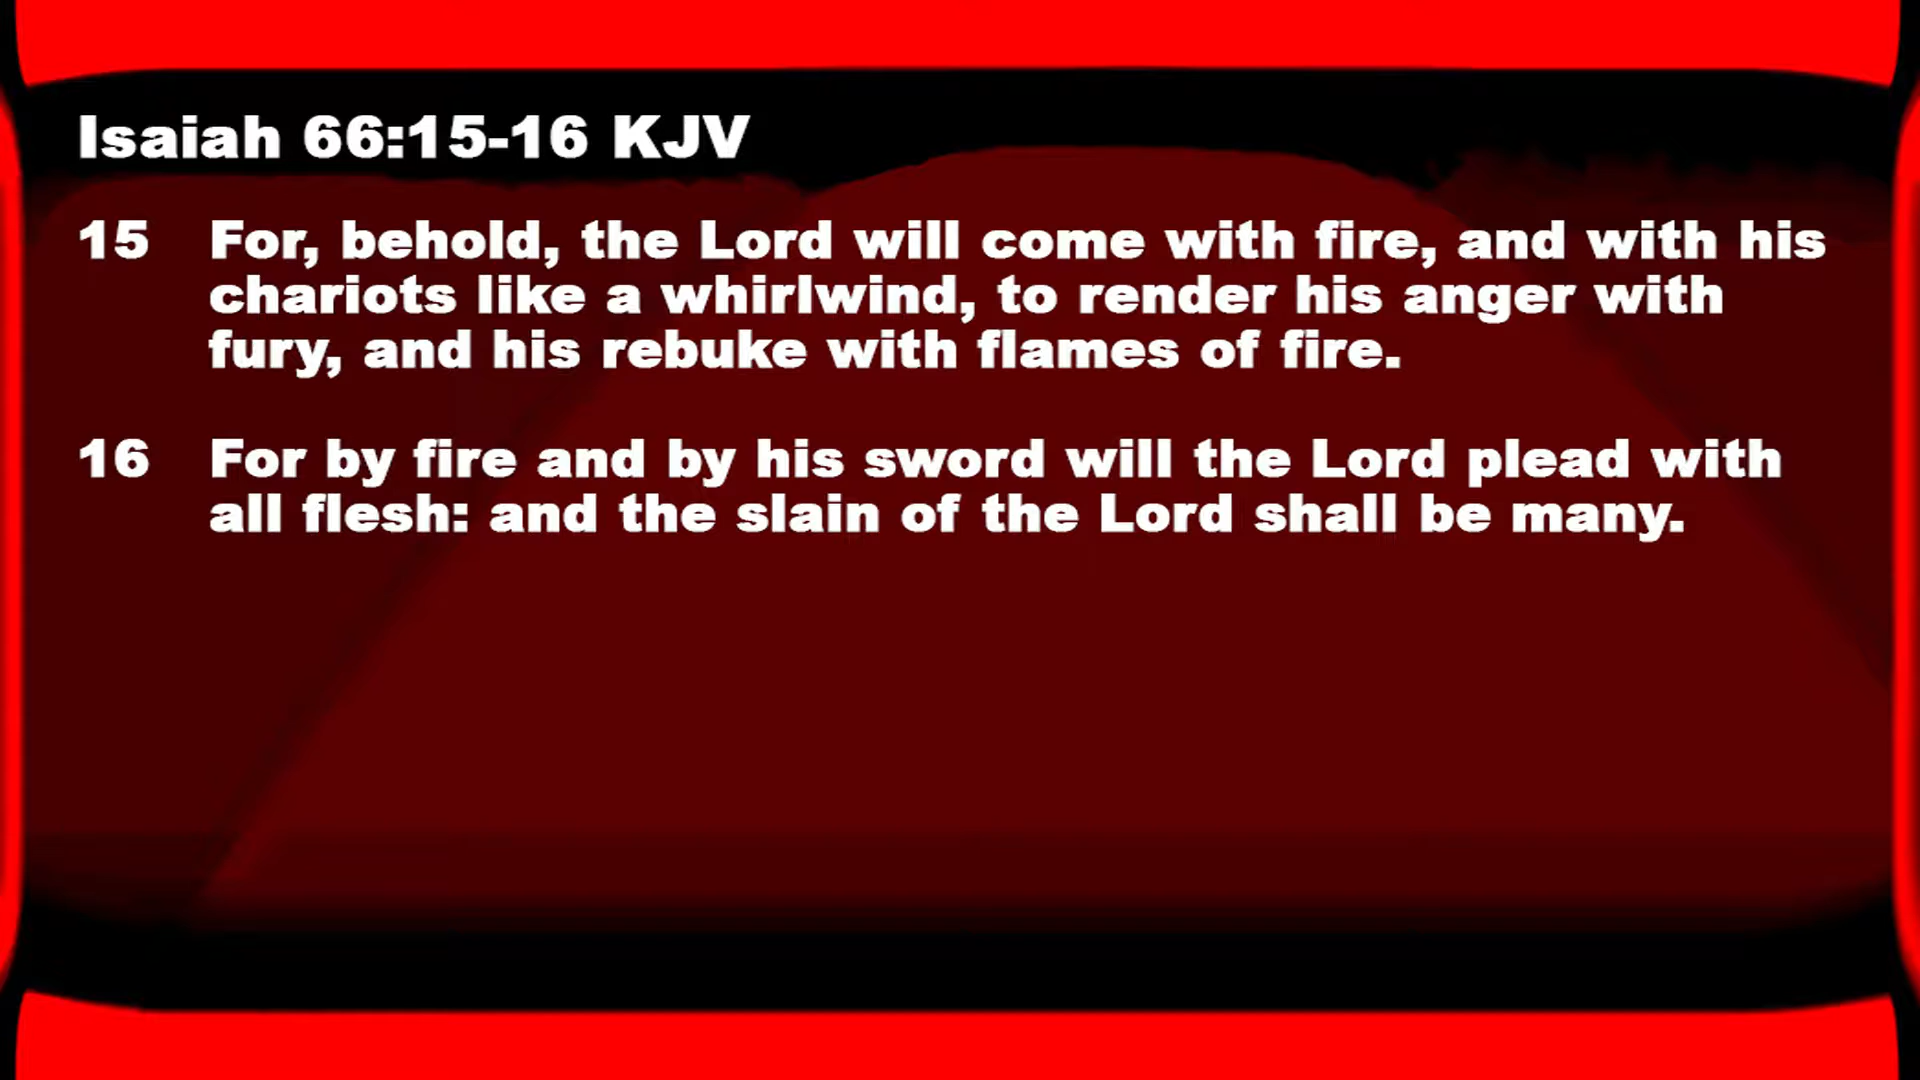 Isaiah 66:15-16 KJV
15 For, behold, the Lord will come with fire, and with his
chariots like a whirlwind, to render his anger with
fury, and his rebuke with flames of fire.
16 For by fire and by his sword will the Lord plead with
all flesh: and the slain of the Lord shall be many.